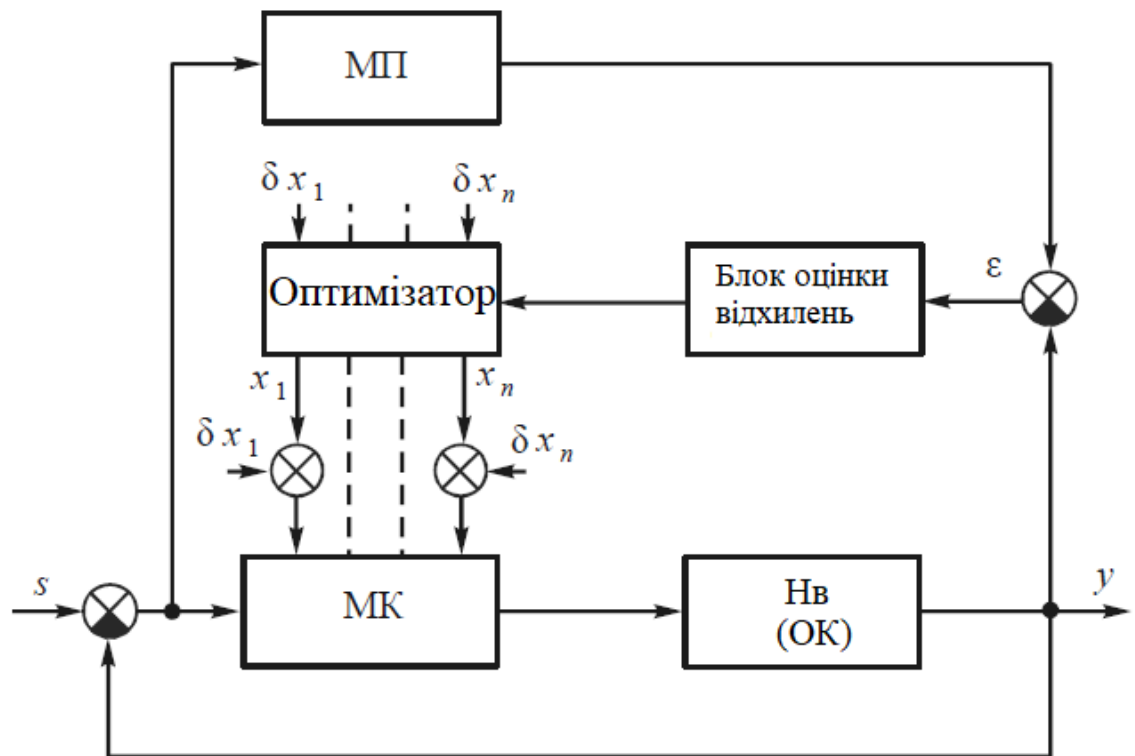 МП
δ x₁ δ xₙ
Оптимізатор
Блок оцінки
відхилень
ε
x₁ xₙ
δ x₁ δ xₙ
s
МК
Нв
(ОК)
y